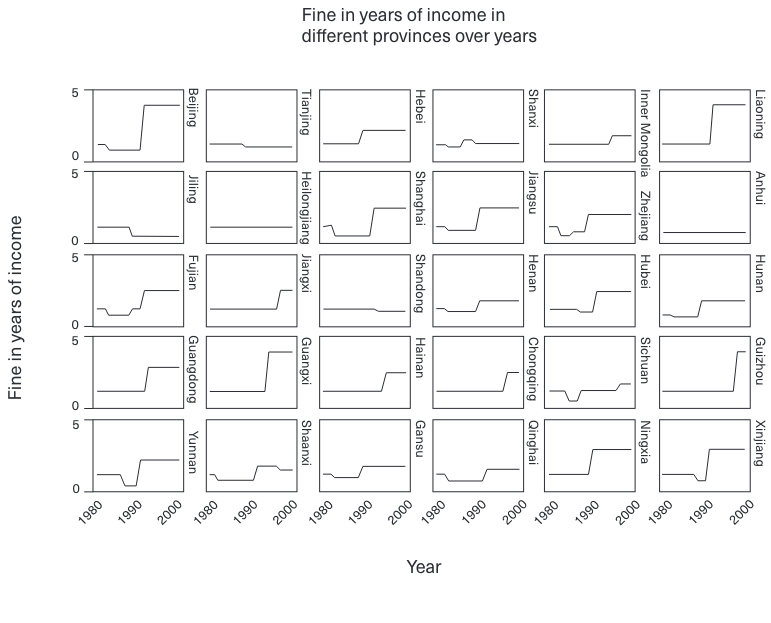 Fine in years of income in
different provinces over years
Fine in years of income
5
0
Beijing
Tianjing
Hebei
Shanxi
Inner Mongolia
Liaoning
5
0
Jiling
Heilongjiang
Shanghai
Jiangsu
Zhejiang
Anhui
5
0
Fujian
Jiangxi
Shandong
Henan
Hubei
Hunan
5
0
Guangdong
Guangxi
Hainan
Chongqing
Sichuan
Guizhou
5
0
Yunnan
Shaanxi
Gansu
Qinghai
Ningxia
Xinjiang
1980 1990 2000 1980 1990 2000 1980 1990 2000 1980 1990 2000 1980 1990 2000 1980 1990 2000
Year